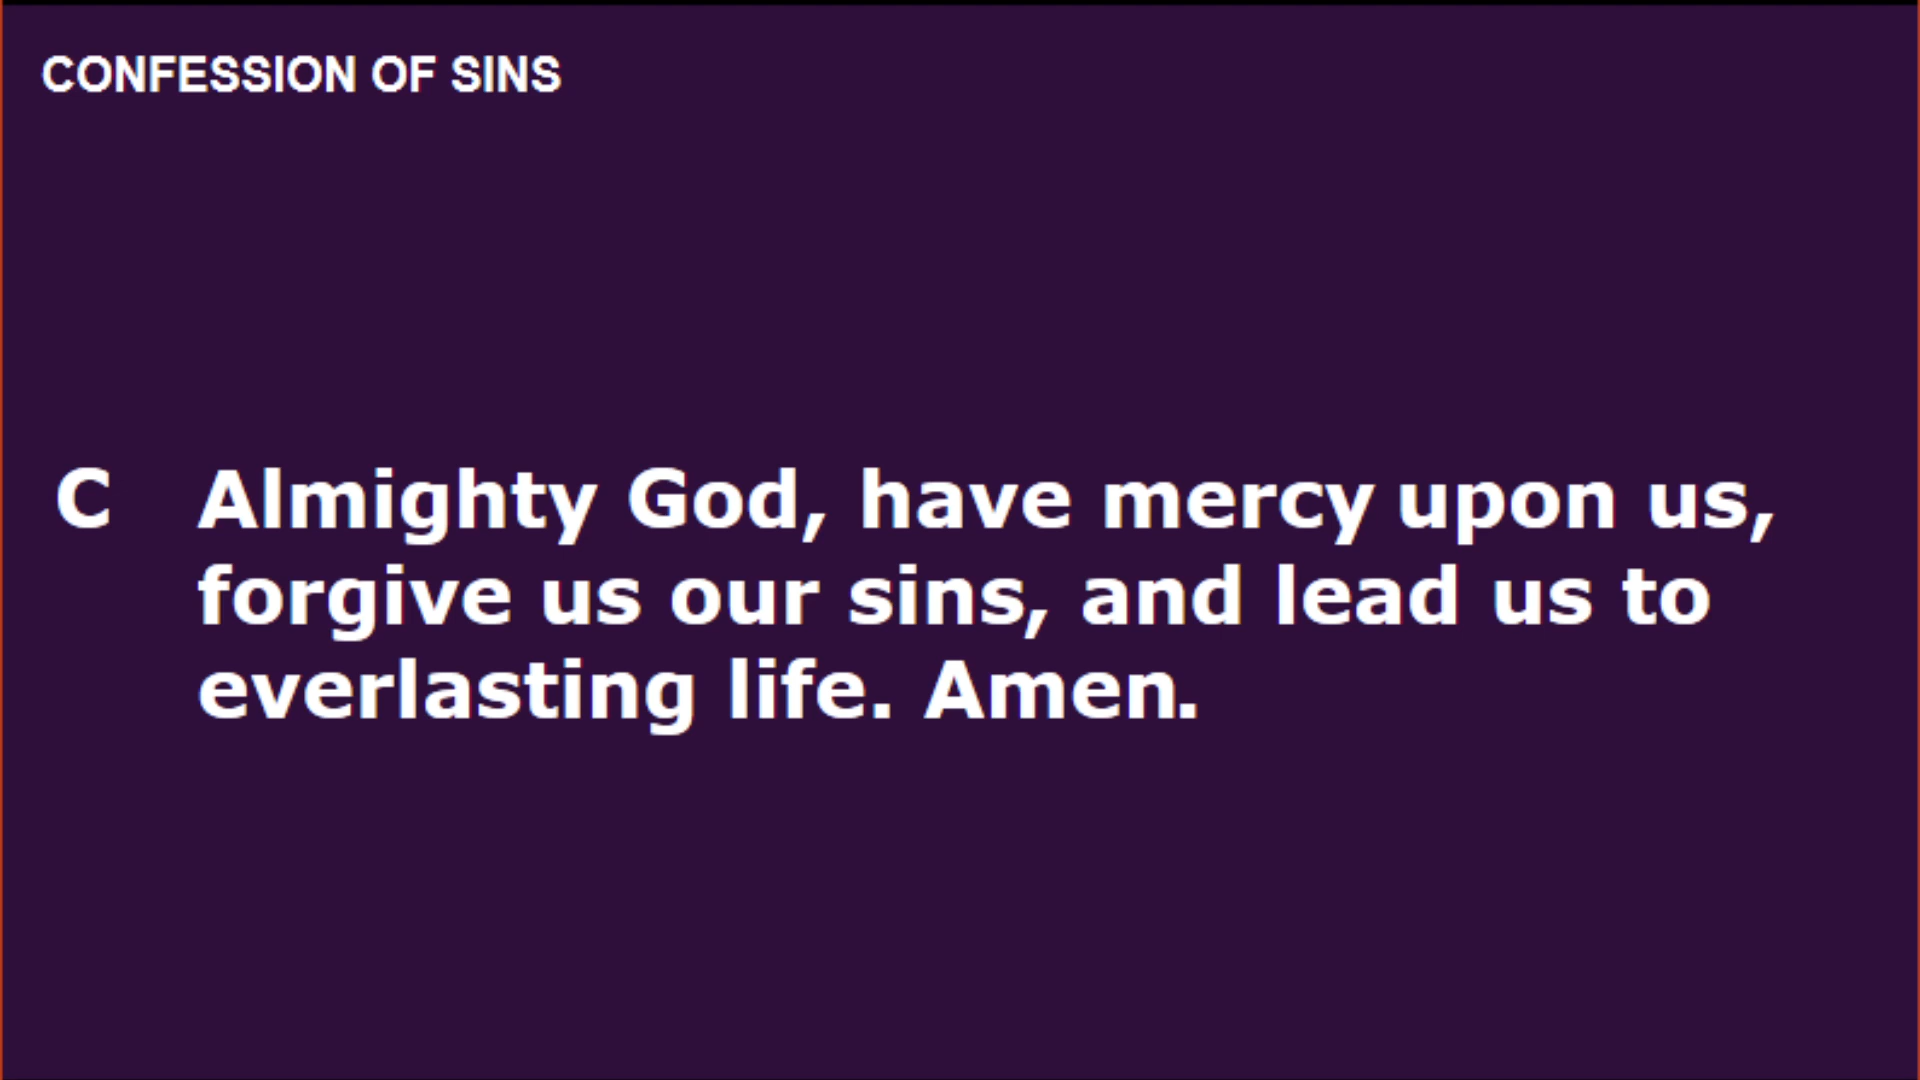 CONFESSION OF SINS
C Almighty God, have mercy upon us,
forgive us our sins, and lead us to
everlasting life. Amen.